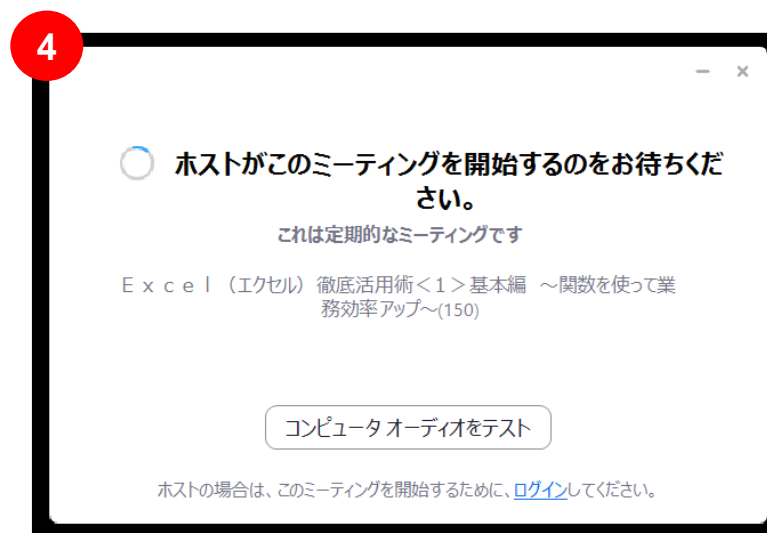 4
ホストがこのミーティングを開始するのをお待ちくだ
さい。
これは定期的なミーティングです
Ｅｘｃｅｌ（エクセル）徹底活用術＜１＞基本編　～関数を使って業
務効率アップ～(150)
コンピュータ オーディオをテスト
ホストの場合は、このミーティングを開始するために、ログインしてください。